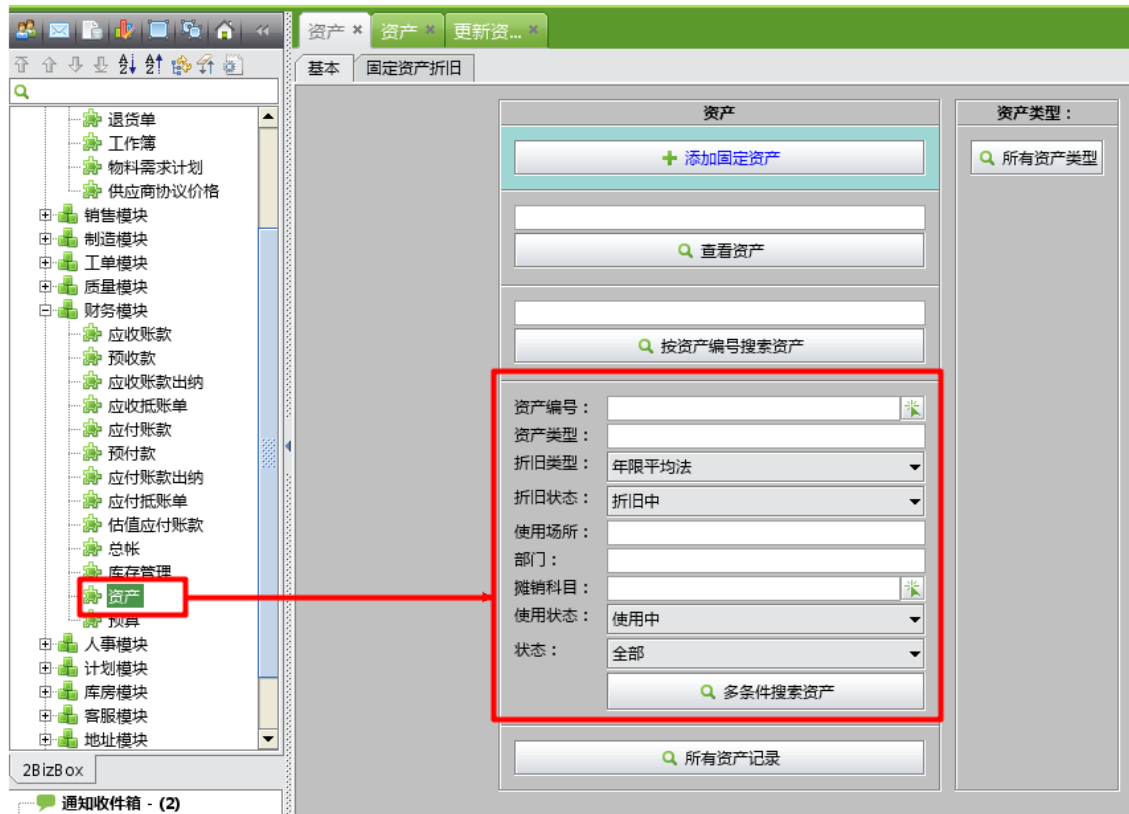 资产
资产
更新资...
基本
固定资产折旧
退货单
工作簿
物料需求计划
供应商协议价格
销售模块
制造模块
工单模块
质量模块
财务模块
应收账款
预收款
应收账款出纳
应收抵账单
应付账款
预付款
应付账款出纳
应付抵账单
估值应付账款
总帐
库存管理
资产
预算
人事模块
计划模块
库房模块
客服模块
地址模块
2BizBox
通知收件箱 - (2)
资产
添加固定资产
查看资产
按资产编号搜索资产
资产编号：
资产类型：
折旧类型： 年限平均法
折旧状态： 折旧中
使用场所：
部门：
摊销科目：
使用状态： 使用中
状态： 全部
多条件搜索资产
所有资产记录
资产类型：
所有资产类型